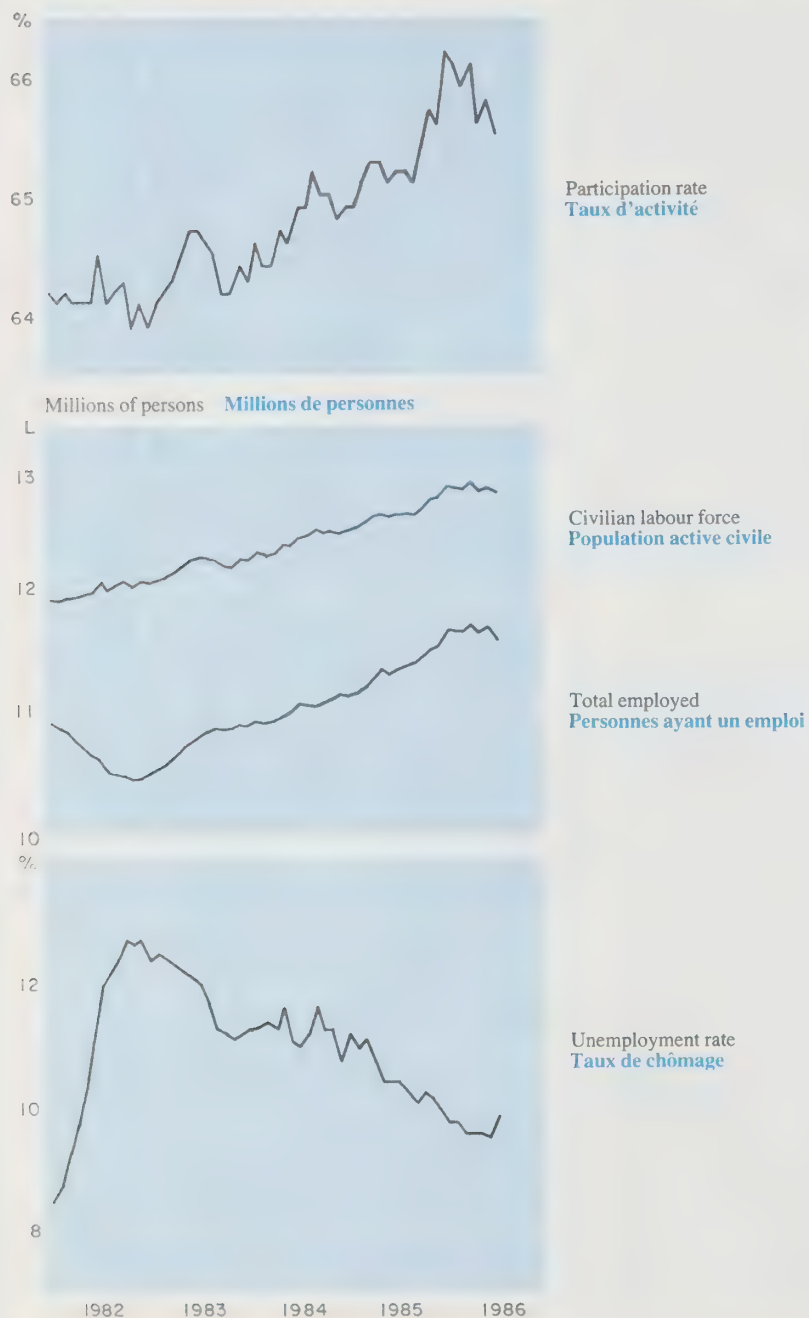 %
66
65
64
Participation rate
Taux d'activité
Millions of persons Millions de personnes
L
13
12
11
10
Civilian labour force
Population active civile
Total employed
Personnes ayant un emploi
%
12
10
8
Unemployment rate
Taux de chômage
1982 1983 1984 1985 1986